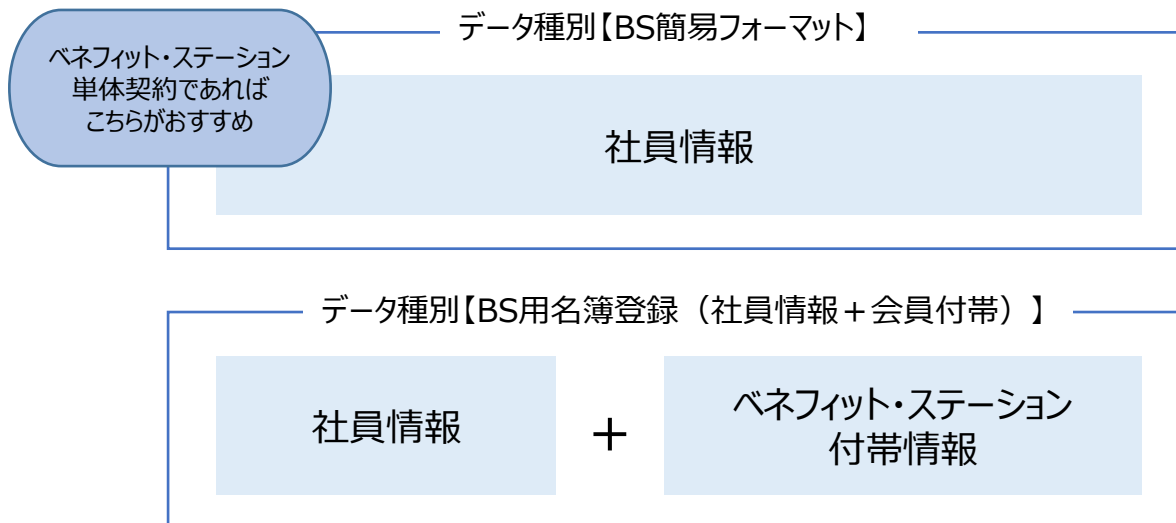 ベネフィット・ステーション
単体契約であれば
こちらがおすすめ
データ種別【BS簡易フォーマット】
社員情報
データ種別【BS用名簿登録（社員情報＋会員付帯）】
社員情報
＋
ベネフィット・ステーション
付帯情報